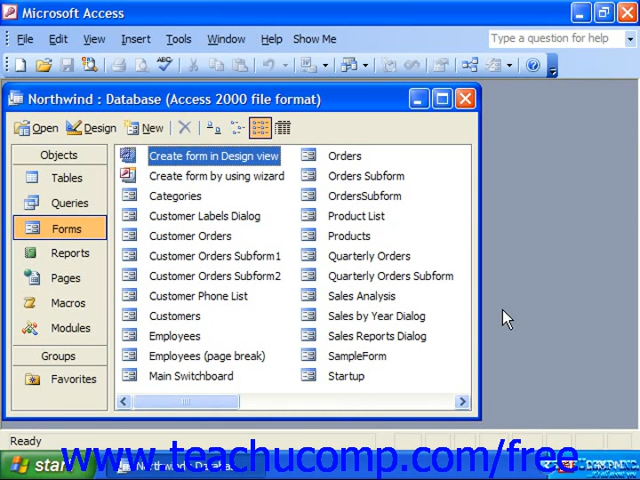 Microsoft Access
File Edit View Insert Tools Window Help Show Me Type a question for help
Northwind : Database (Access 2000 file format)
Open Design New
Objects
Tables
Queries
Forms
Reports
Pages
Macros
Modules
Groups
Favorites
Create form in Design view
Create form by using wizard
Categories
Customer Labels Dialog
Customer Orders
Customer Orders Subform1
Customer Orders Subform2
Customer Phone List
Customers
Employees
Employees (page break)
Main Switchboard
Orders
Orders Subform
OrdersSubform
Product List
Products
Quarterly Orders
Quarterly Orders Subform
Sales Analysis
Sales by Year Dialog
Sales Reports Dialog
SampleForm
Startup
Ready
start
www.teachucomp.com/free